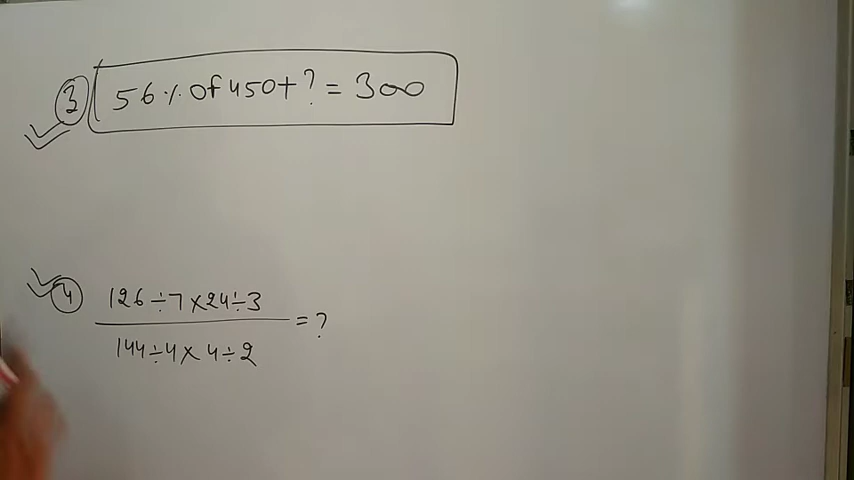 3 56% of 450 + ? = 300
4 126÷7×24÷3
= ?
144÷4×4÷2